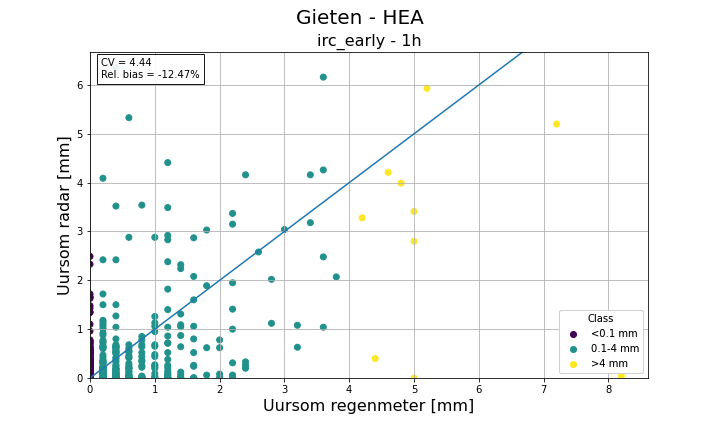 Gieten - HEA
irc_early - 1h
CV = 4.44
Rel. bias = -12.47%
Uursom radar [mm]
6
5
4
3
2
1
0
0 1 2 3 4 5 6 7 8
Uursom regenmeter [mm]
Class
<0.1 mm
0.1-4 mm
>4 mm